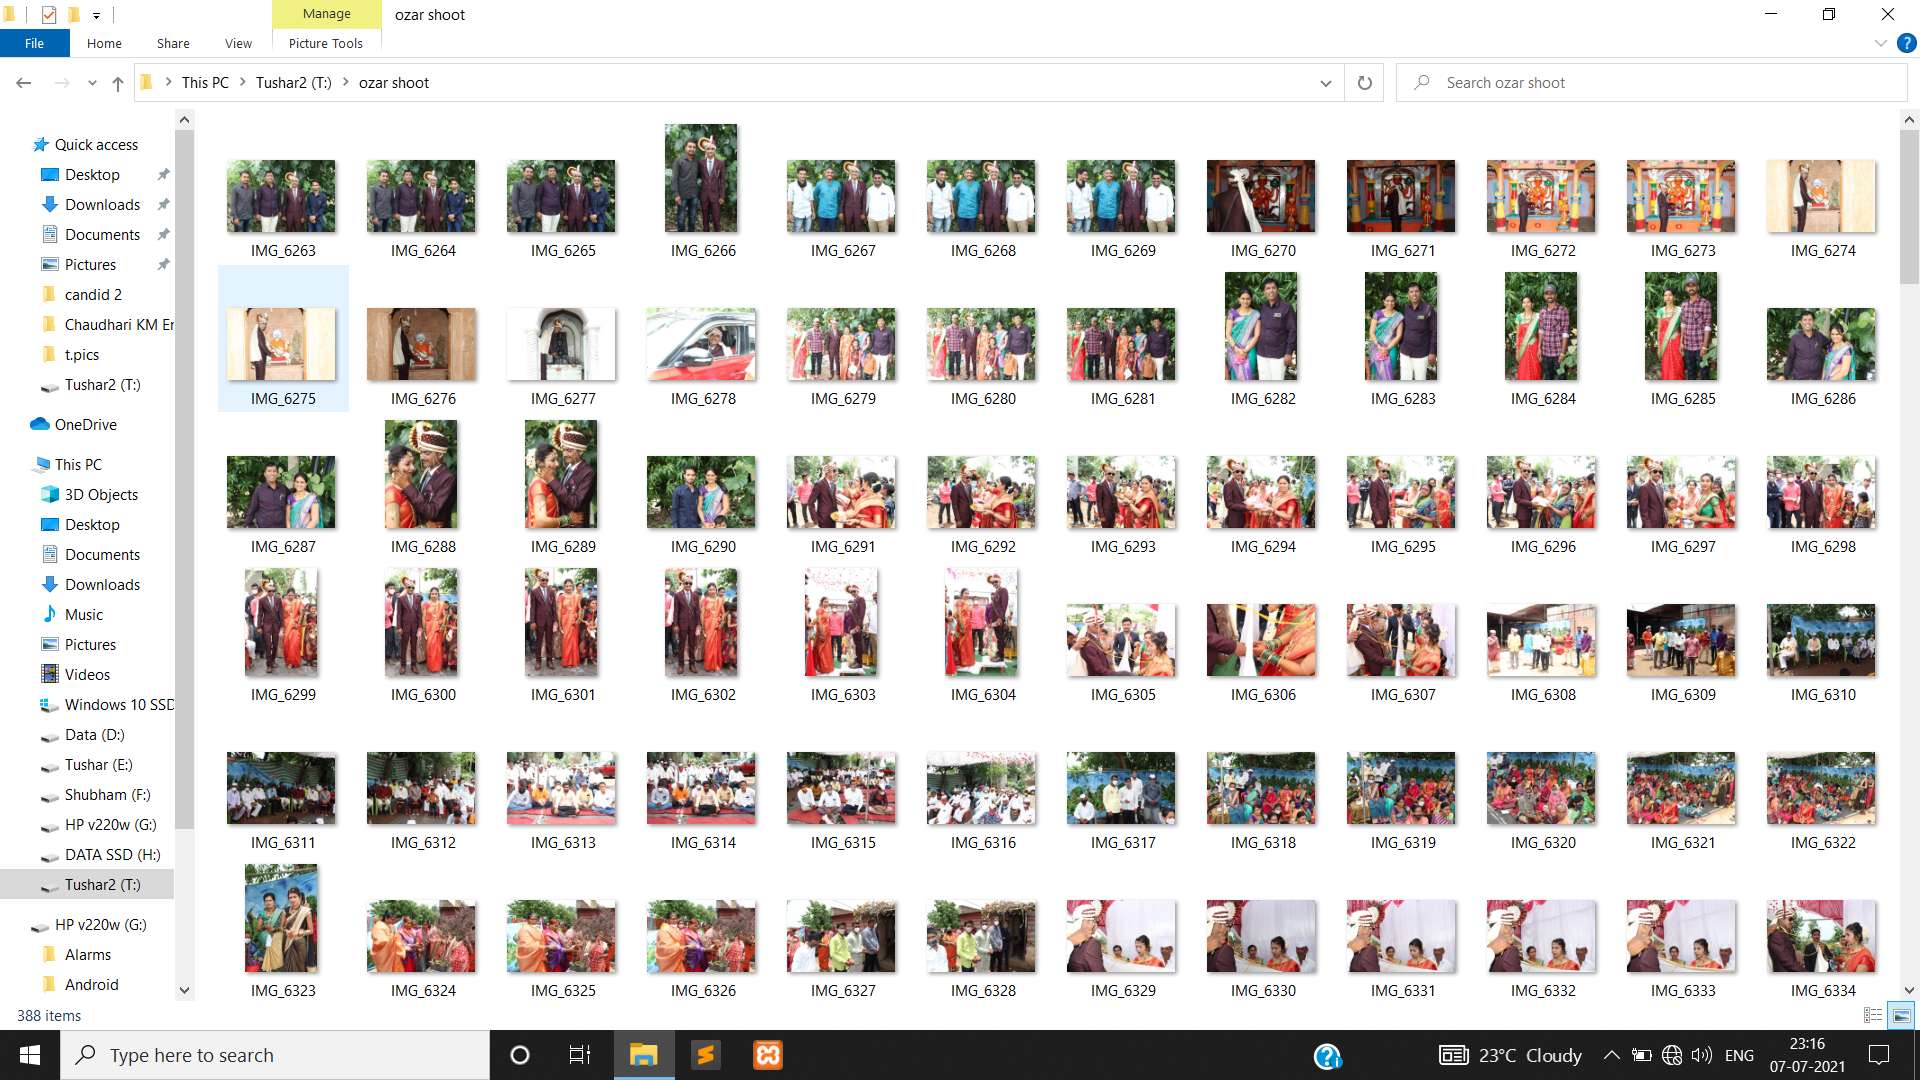 Manage
ozar shoot
File
Home
Share
View
Picture Tools
This PC
Tushar2 (T:)
ozar shoot
Search ozar shoot
Quick access
Desktop
Downloads
Documents
Pictures
candid 2
Chaudhari KM Er
t.pics
Tushar2 (T:)
OneDrive
This PC
3D Objects
Desktop
Documents
Downloads
Music
Pictures
Videos
Windows 10 SSD
Data (D:)
Tushar (E:)
Shubham (F:)
HP v220w (G:)
DATA SSD (H:)
Tushar2 (T:)
HP v220w (G:)
Alarms
Android
IMG_6263 IMG_6264 IMG_6265 IMG_6266 IMG_6267 IMG_6268 IMG_6269 IMG_6270 IMG_6271 IMG_6272 IMG_6273 IMG_6274
IMG_6275 IMG_6276 IMG_6277 IMG_6278 IMG_6279 IMG_6280 IMG_6281 IMG_6282 IMG_6283 IMG_6284 IMG_6285 IMG_6286
IMG_6287 IMG_6288 IMG_6289 IMG_6290 IMG_6291 IMG_6292 IMG_6293 IMG_6294 IMG_6295 IMG_6296 IMG_6297 IMG_6298
IMG_6299 IMG_6300 IMG_6301 IMG_6302 IMG_6303 IMG_6304 IMG_6305 IMG_6306 IMG_6307 IMG_6308 IMG_6309 IMG_6310
IMG_6311 IMG_6312 IMG_6313 IMG_6314 IMG_6315 IMG_6316 IMG_6317 IMG_6318 IMG_6319 IMG_6320 IMG_6321 IMG_6322
IMG_6323 IMG_6324 IMG_6325 IMG_6326 IMG_6327 IMG_6328 IMG_6329 IMG_6330 IMG_6331 IMG_6332 IMG_6333 IMG_6334
388 items
Type here to search
23°C Cloudy
ENG
23:16
07-07-2021